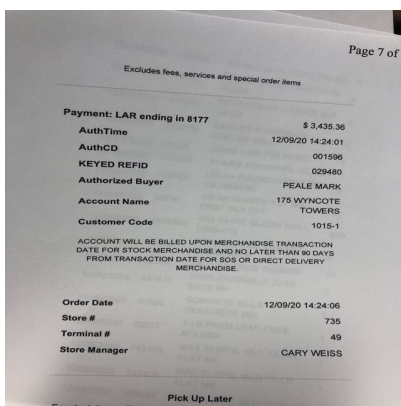 Page 7 of
Excludes fees, services and special order items
Payment: LAR ending in 8177 $ 3,435.36
AuthTime 12/09/20 14:24:01
AuthCD 001596
KEYED REFID 029480
Authorized Buyer PEALE MARK
Account Name 175 WYNCOTE
TOWERS
Customer Code 1015-1
ACCOUNT WILL BE BILLED UPON MERCHANDISE TRANSACTION
DATE FOR STOCK MERCHANDISE AND NO LATER THAN 90 DAYS
FROM TRANSACTION DATE FOR SOS OR DIRECT DELIVERY
MERCHANDISE.
Order Date 12/09/20 14:24:06
Store # 735
Terminal # 49
Store Manager CARY WEISS
Pick Up Later